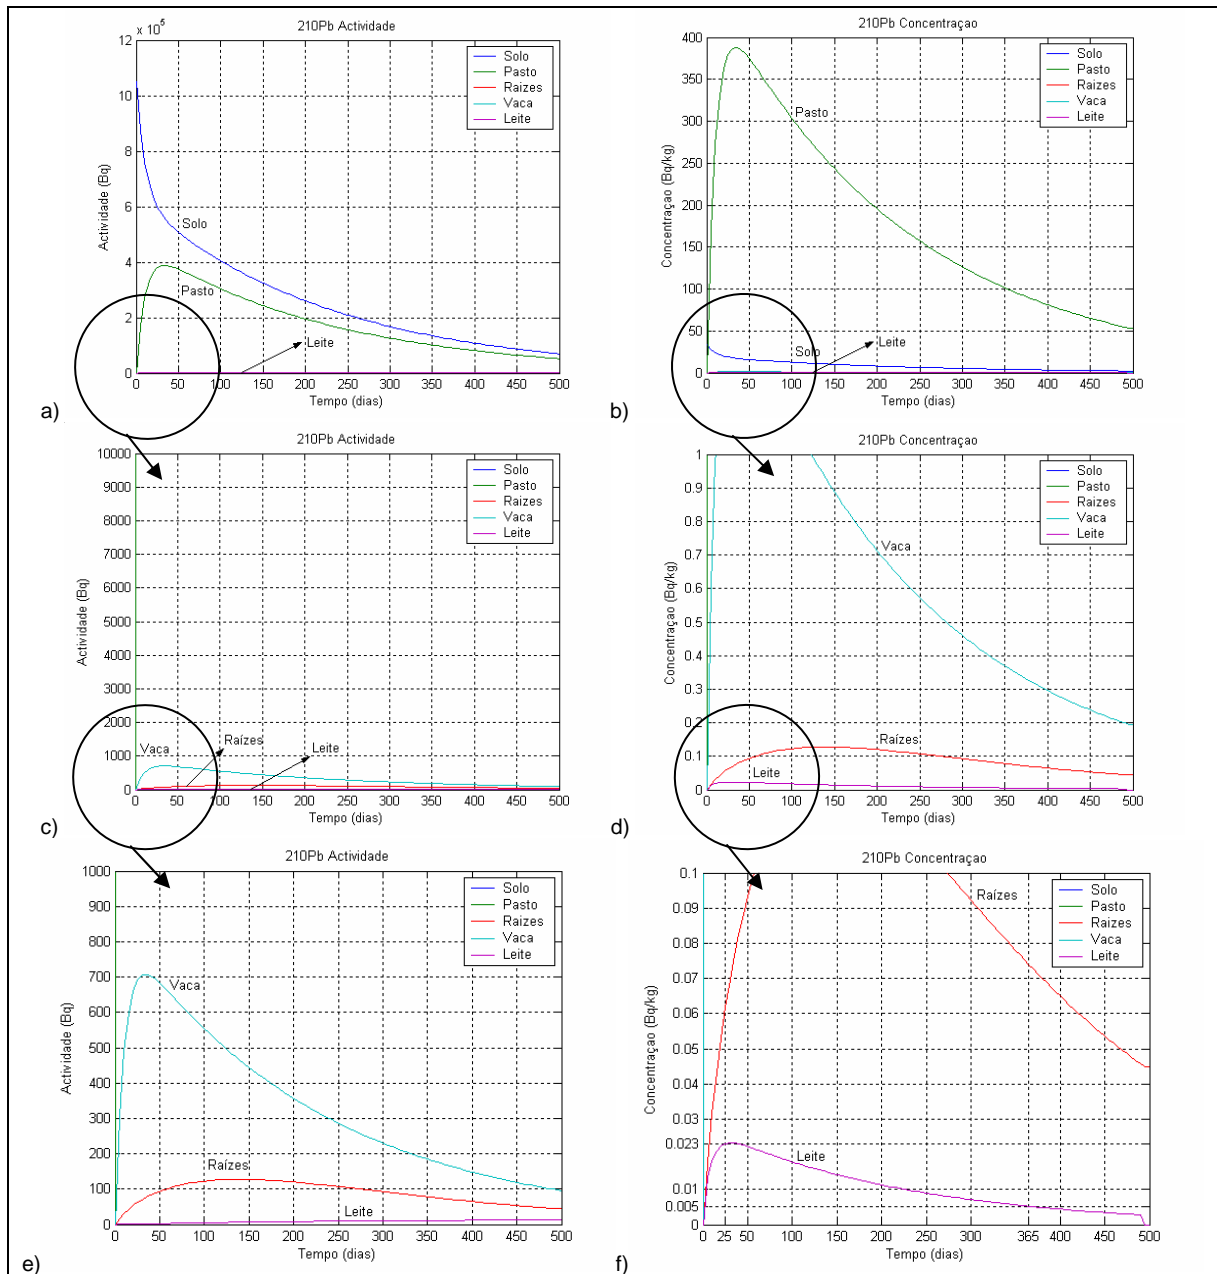 210Pb Actividade
x 10^5
12
10
8
6
4
2
0
Actividade (Bq)
Solo
Pasto
Raizes
Vaca
Leite
Solo
Pasto
Leite
0 50 100 150 200 250 300 350 400 450 500
Tempo (dias)
a)
210Pb Concentraçao
400
350
300
250
200
150
100
50
0
Concentraçao (Bq/kg)
Solo
Pasto
Raizes
Vaca
Leite
Pasto
Solo
Leite
0 50 100 150 200 250 300 350 400 450 500
Tempo (dias)
b)
210Pb Actividade
10000
9000
8000
7000
6000
5000
4000
3000
2000
1000
0
Actividade (Bq)
Solo
Pasto
Raizes
Vaca
Leite
Vaca
Raízes
Leite
0 50 100 150 200 250 300 350 400 450 500
Tempo (dias)
c)
210Pb Concentraçao
1
0.9
0.8
0.7
0.6
0.5
0.4
0.3
0.2
0.1
0
Concentraçao (Bq/kg)
Solo
Pasto
Raizes
Vaca
Leite
Vaca
Raízes
Leite
0 50 100 150 200 250 300 350 400 450 500
Tempo (dias)
d)
210Pb Actividade
1000
900
800
700
600
500
400
300
200
100
0
Actividade (Bq)
Solo
Pasto
Raizes
Vaca
Leite
Vaca
Raízes
Leite
0 50 100 150 200 250 300 350 400 450 500
Tempo (dias)
e)
210Pb Concentraçao
0.1
0.09
0.08
0.07
0.06
0.05
0.04
0.03
0.023
0.01
0.005
0
Concentraçao (Bq/kg)
Solo
Pasto
Raizes
Vaca
Leite
Raízes
Leite
0 25 50 100 150 200 250 300 365 400 450 500
Tempo (dias)
f)